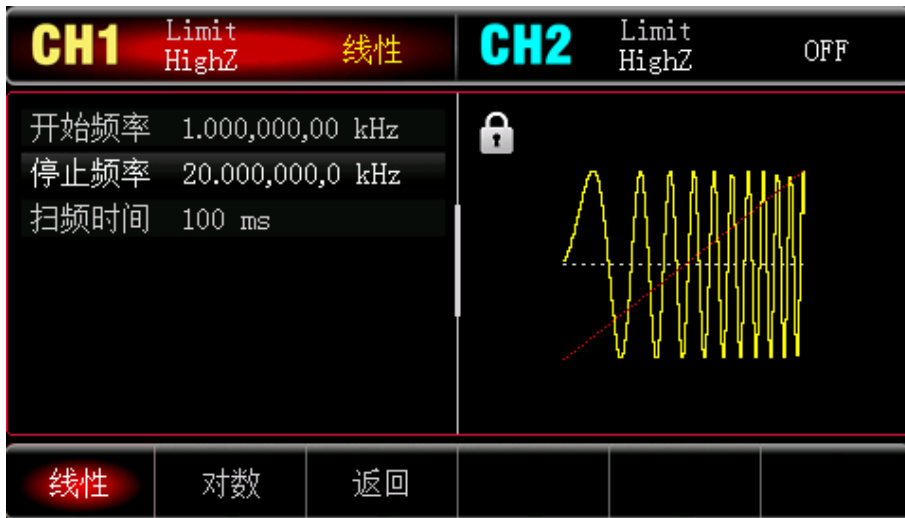 CH1 Limit HighZ 线性
CH2 Limit HighZ OFF
开始频率 1.000,000,00 kHz
停止频率 20.000,000,0 kHz
扫频时间 100 ms
线性 对数 返回